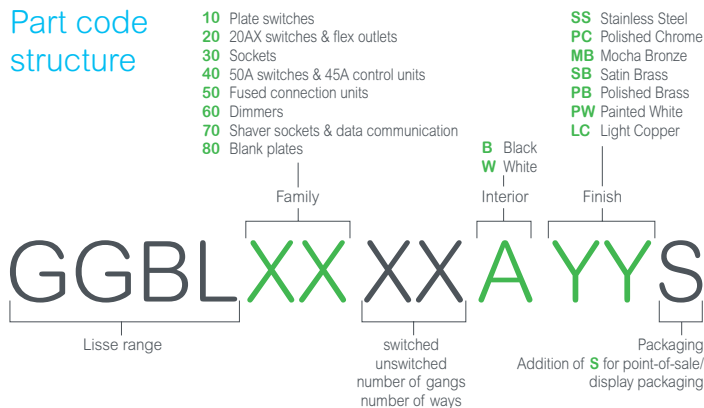 Part code
structure
10 Plate switches
20 20AX switches & flex outlets
30 Sockets
40 50A switches & 45A control units
50 Fused connection units
60 Dimmers
70 Shaver sockets & data communication
80 Blank plates
Family
B Black
W White
Interior
SS Stainless Steel
PC Polished Chrome
MB Mocha Bronze
SB Satin Brass
PB Polished Brass
PW Painted White
LC Light Copper
Finish
GGBLXX XX A YY S
Lisse range
switched
unswitched
number of gangs
number of ways
Packaging
Addition of S for point-of-sale/
display packaging